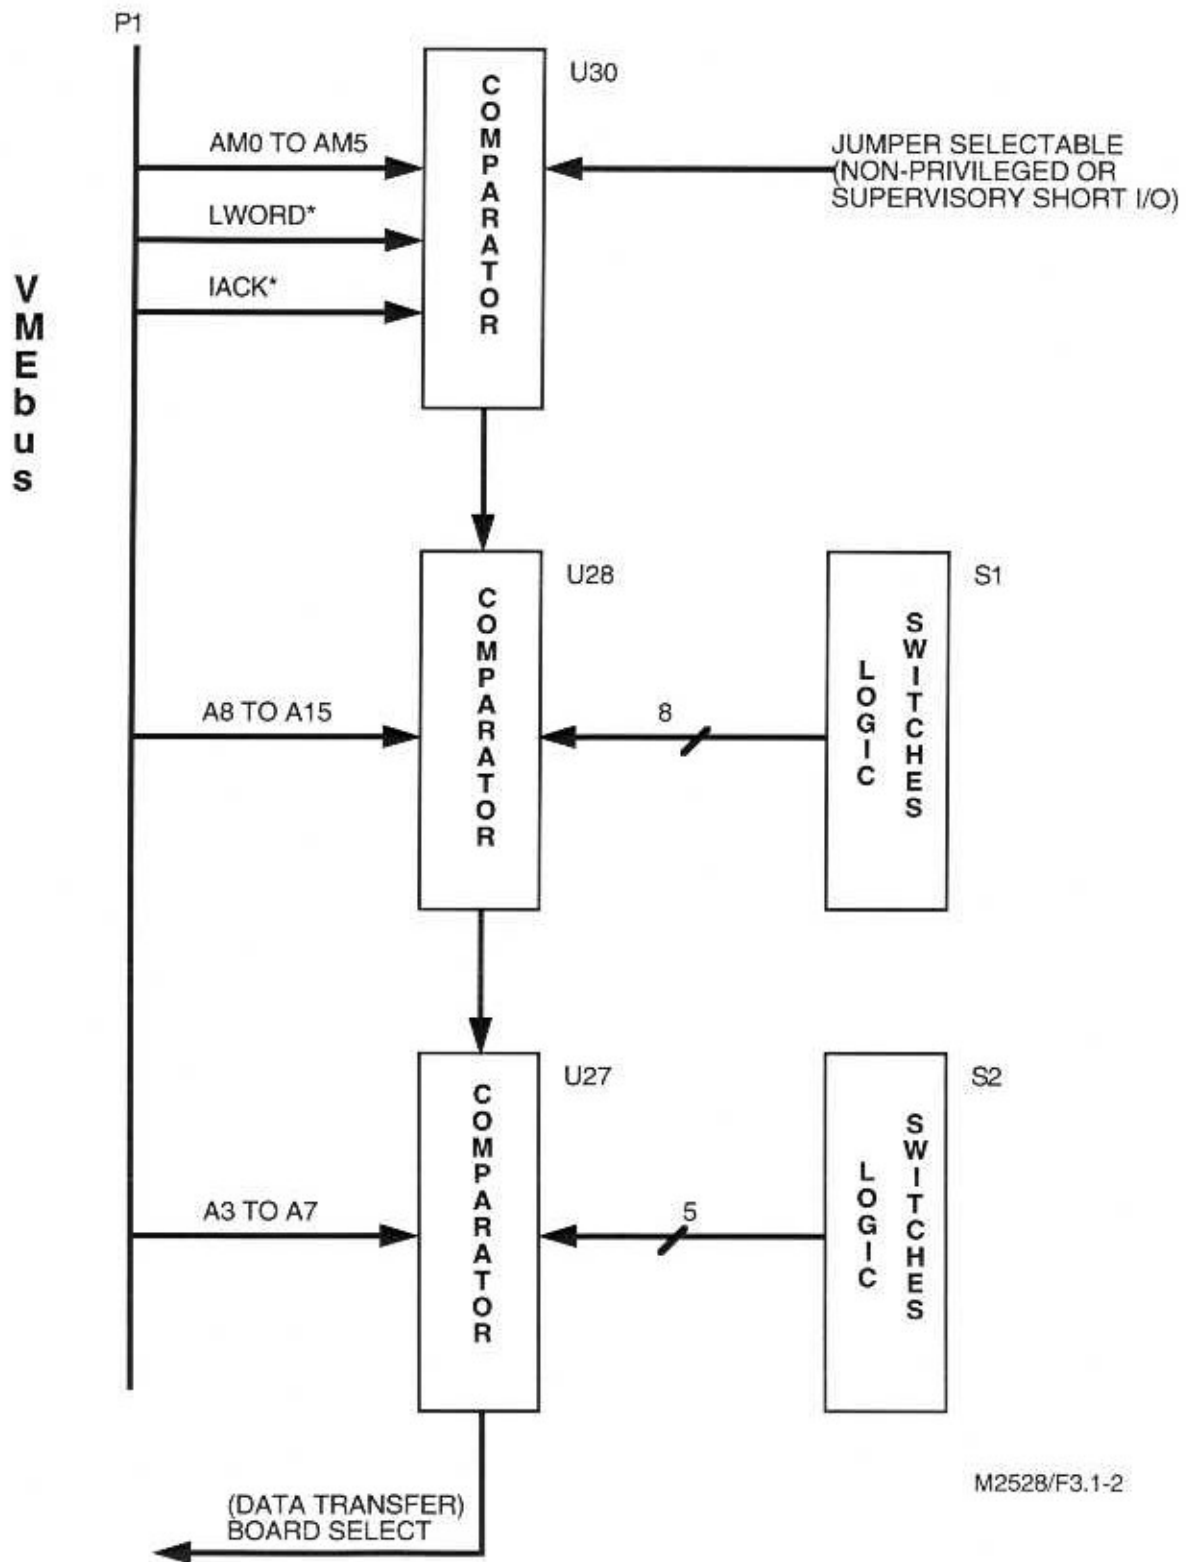 P1
U30
COMPARATOR
AM0 TO AM5
JUMPER SELECTABLE
(NON-PRIVILEGED OR
SUPERVISORY SHORT I/O)
LWORD*
IACK*
VMEbus
U28
S1
COMPARATOR
LOGIC
SWITCHES
A8 TO A15
8
U27
S2
COMPARATOR
LOGIC
SWITCHES
A3 TO A7
5
M2528/F3.1-2
(DATA TRANSFER)
BOARD SELECT